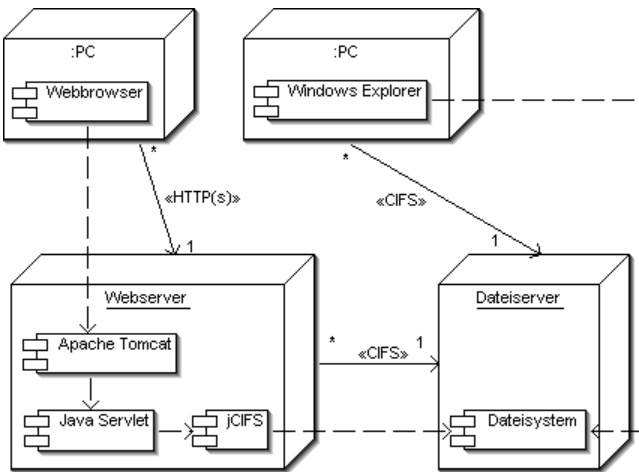 :PC
:PC
Webbrowser
Windows Explorer
*
*
«HTTP(s)»
«CIFS»
1
1
Webserver
Dateiserver
Apache Tomcat
*
1
«CIFS»
Java Servlet
jCIFS
Dateisystem